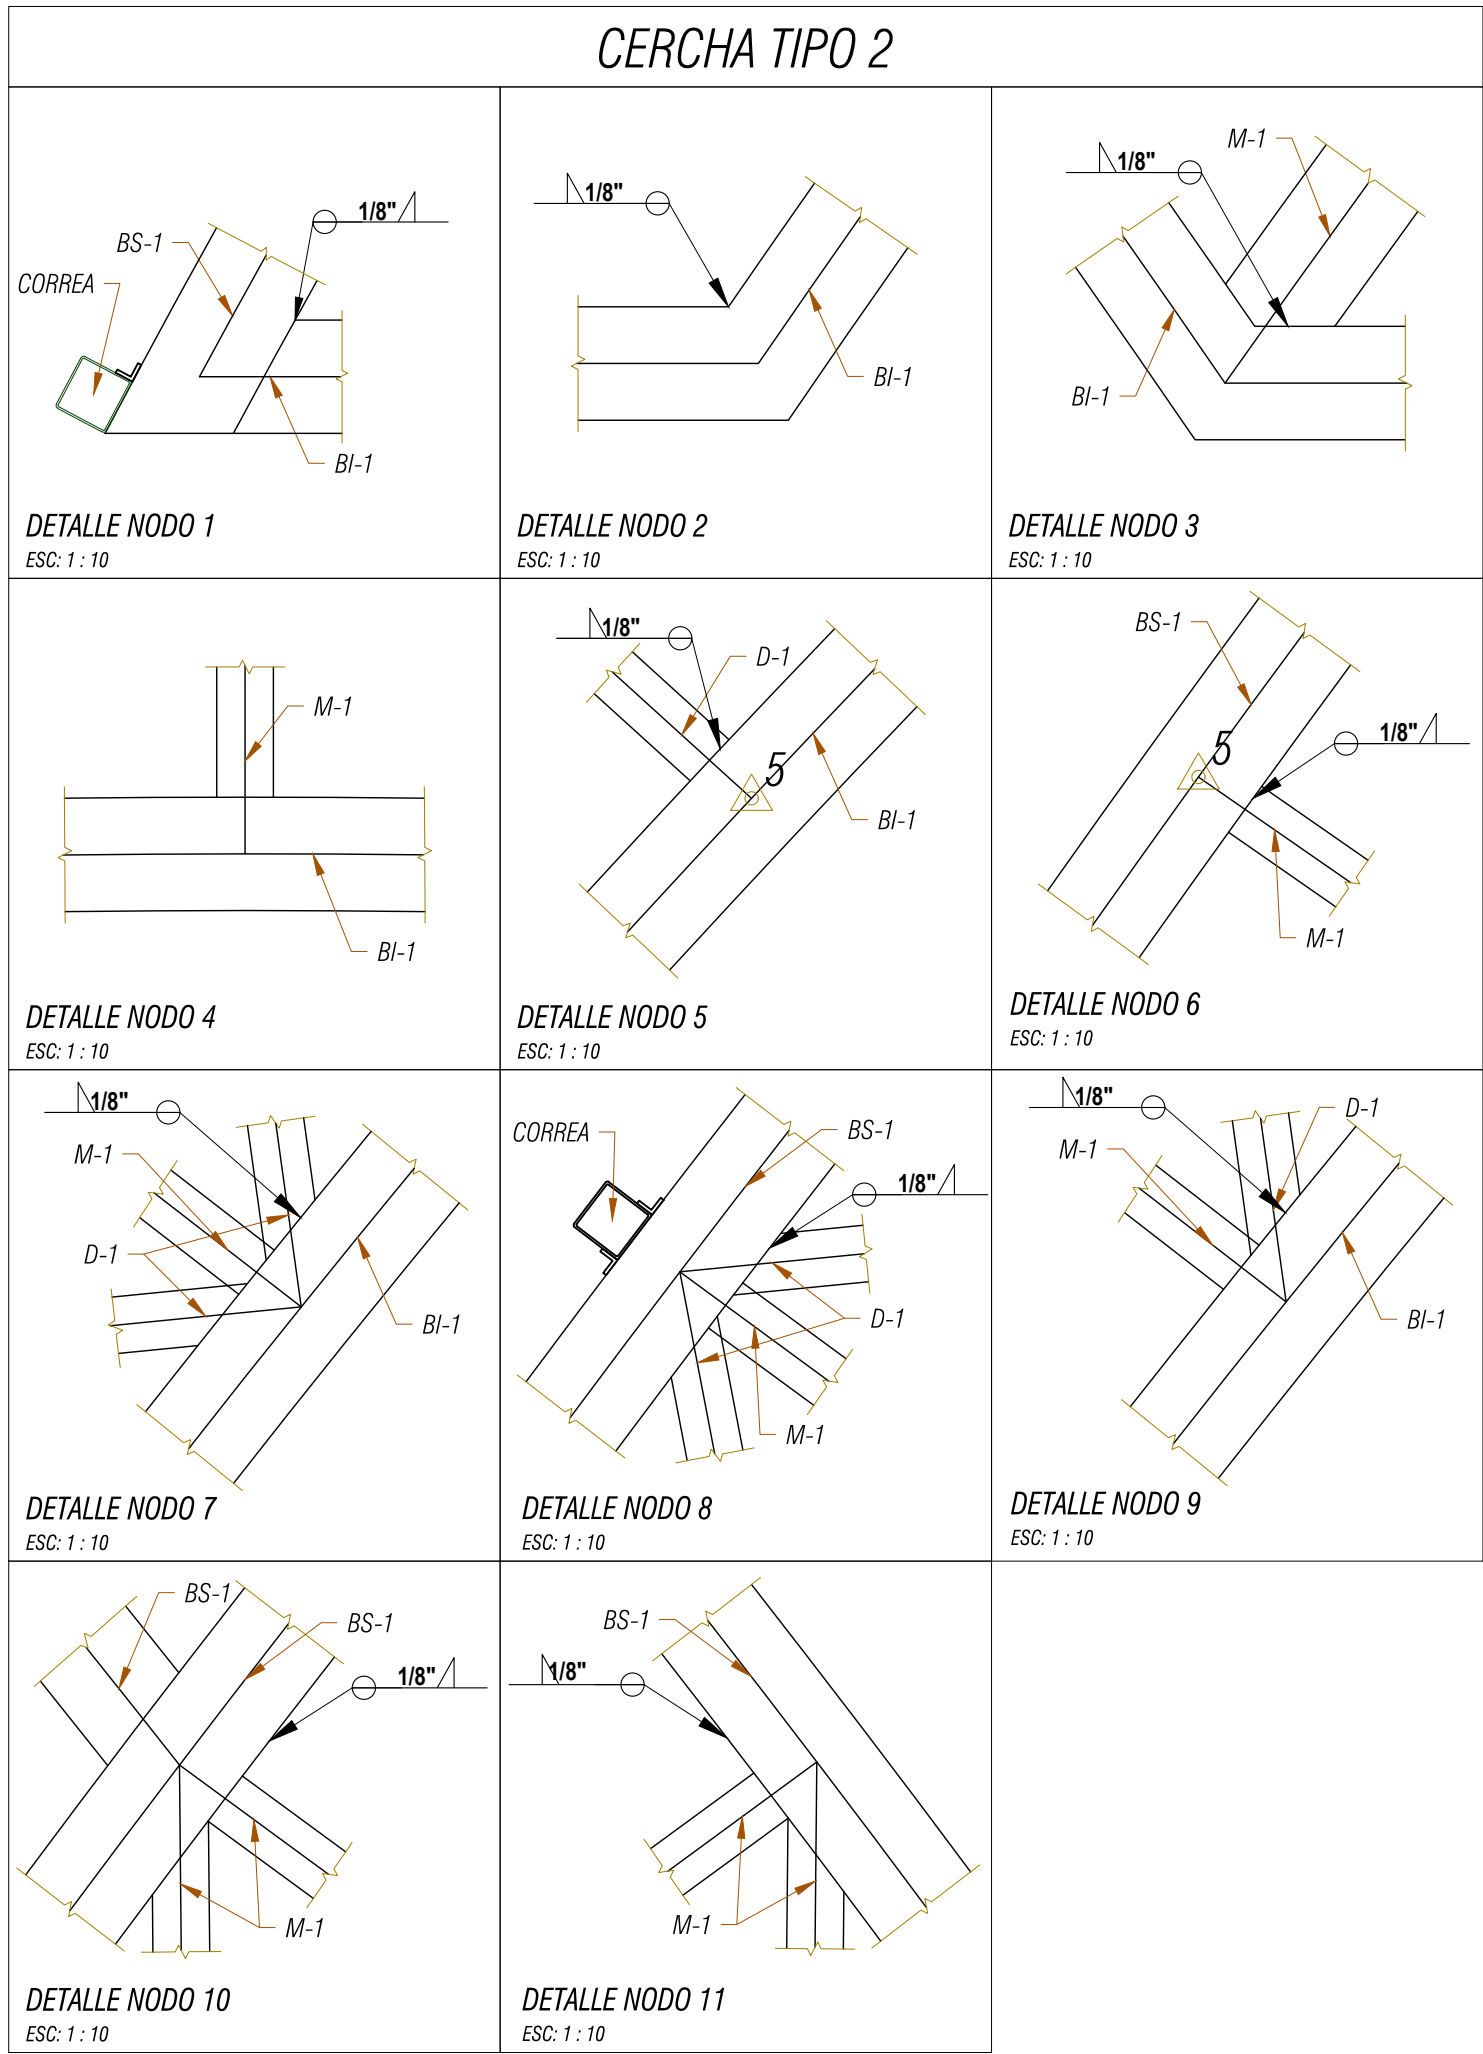 CERCHA TIPO 2
1/8"
BS-1
CORREA
BI-1
DETALLE NODO 1
ESC: 1 : 10
1/8"
BI-1
DETALLE NODO 2
ESC: 1 : 10
M-1
1/8"
BI-1
DETALLE NODO 3
ESC: 1 : 10
M-1
BI-1
DETALLE NODO 4
ESC: 1 : 10
1/8"
D-1
5
BI-1
DETALLE NODO 5
ESC: 1 : 10
BS-1
1/8"
5
M-1
DETALLE NODO 6
ESC: 1 : 10
1/8"
M-1
D-1
BI-1
DETALLE NODO 7
ESC: 1 : 10
CORREA
BS-1
1/8"
D-1
M-1
DETALLE NODO 8
ESC: 1 : 10
1/8"
D-1
M-1
BI-1
DETALLE NODO 9
ESC: 1 : 10
BS-1
BS-1
1/8"
M-1
DETALLE NODO 10
ESC: 1 : 10
BS-1
1/8"
M-1
DETALLE NODO 11
ESC: 1 : 10